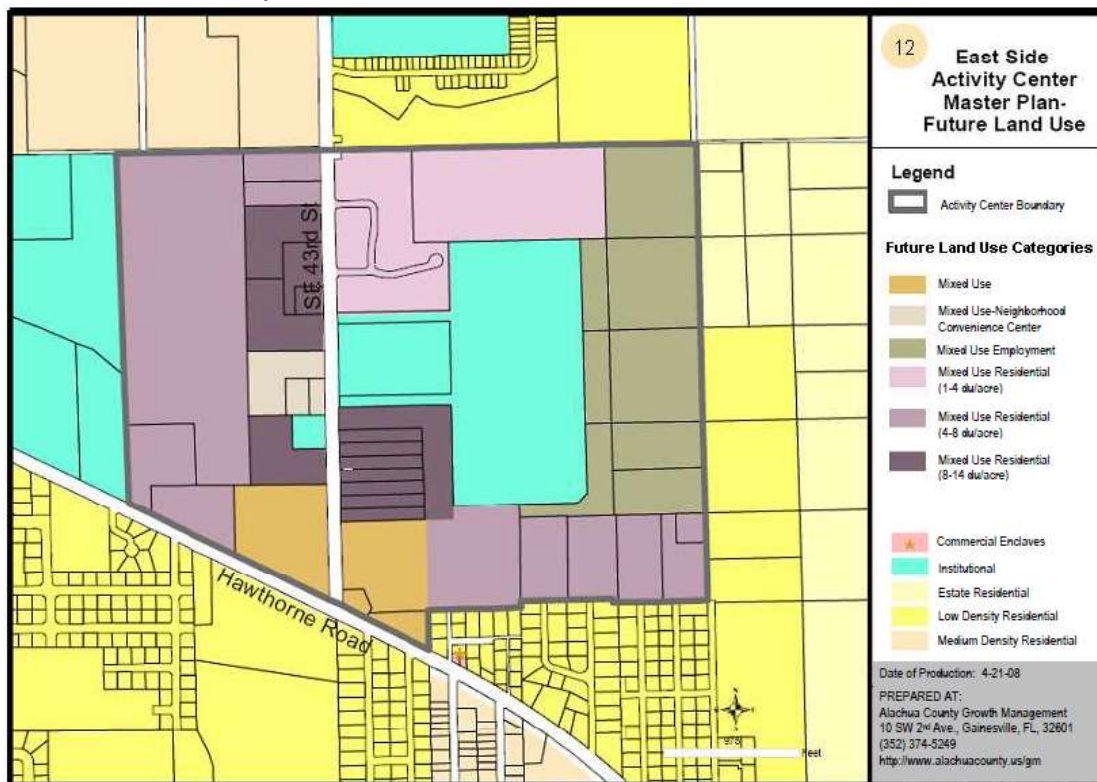 12
East Side
Activity Center
Master Plan-
Future Land Use
Legend
Activity Center Boundary
Future Land Use Categories
Mixed Use
Mixed Use-Neighborhood
Convenience Center
Mixed Use Employment
Mixed Use Residential
(1-4 du/acre)
Mixed Use Residential
(4-8 du/acre)
Mixed Use Residential
(8-14 du/acre)
Commercial Enclaves
Institutional
Estate Residential
Low Density Residential
Medium Density Residential
Date of Production: 4-21-08
PREPARED AT:
Alachua County Growth Management
10 SW 2nd Ave., Gainesville, FL, 32601
(352) 374-5249
http://www.alachuacounty.us/gm
SE 43rd St
Hawthorne Road
N
Feet